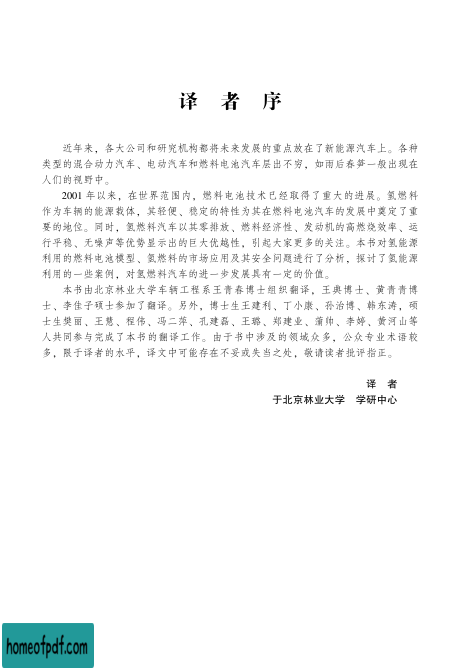 译 者 序
近年来，各大公司和研究机构都将未来发展的重点放在了新能源汽车上。各种
类型的混合动力汽车、电动汽车和燃料电池汽车层出不穷，如雨后春笋一般出现在
人们的视野中。
2001 年以来，在世界范围内，燃料电池技术已经取得了重大的进展。氢燃料
作为车辆的能源载体，其轻便、稳定的特性为其在燃料电池汽车的发展中奠定了重
要的地位。同时，氢燃料汽车以其零排放、燃料经济性、发动机的高燃烧效率、运
行平稳、无噪声等优势显示出的巨大优越性，引起大家更多的关注。本书对氢能源
利用的燃料电池模型、氢燃料的市场应用及其安全问题进行了分析，探讨了氢能源
利用的一些案例，对氢燃料汽车的进一步发展具有一定的价值。
本书由北京林业大学车辆工程系王青春博士组织翻译，王典博士、黄青青博
士、李佳子硕士参加了翻译。另外，博士生王建利、丁小康、孙治博、韩东涛，硕
士生樊丽、王慧、程伟、冯二萍、孔建磊、王璐、郑建业、蒲帅、李婷、黄河山等
人共同参与完成了本书的翻译工作。由于书中涉及的领域众多，公众专业术语较
多，限于译者的水平，译文中可能存在不妥或失当之处，敬请读者批评指正。
译 者
于北京林业大学 学研中心
homeofpdf.com